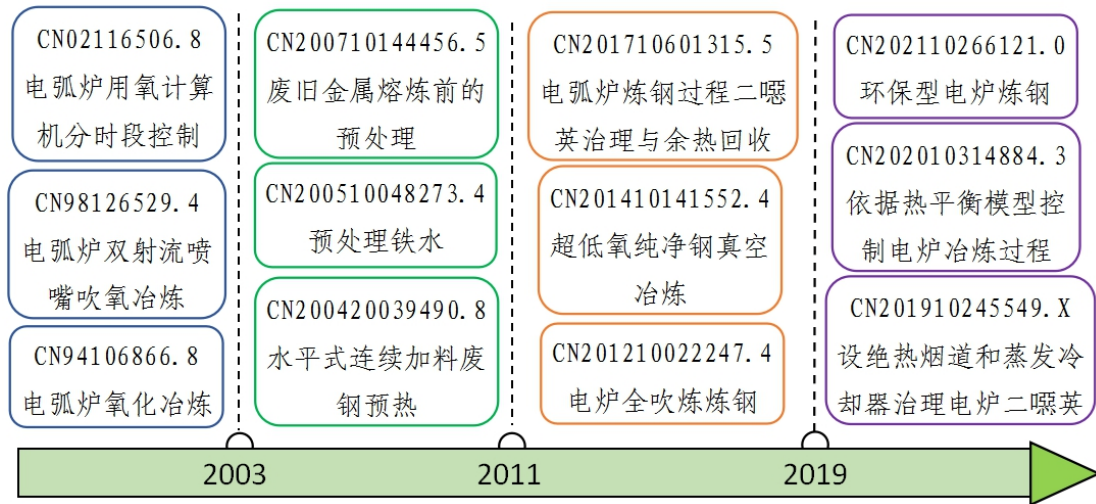 CN02116506.8
电弧炉用氧计算
机分时段控制
CN98126529.4
电弧炉双射流喷
嘴吹氧冶炼
CN94106866.8
电弧炉氧化冶炼
CN200710144456.5
废旧金属熔炼前的
预处理
CN200510048273.4
预处理铁水
CN200420039490.8
水平式连续加料废
钢预热
CN201710601315.5
电弧炉炼钢过程二噁
英治理与余热回收
CN201410141552.4
超低氧纯净钢真空
冶炼
CN201210022247.4
电炉全吹炼炼钢
CN202110266121.0
环保型电炉炼钢
CN202010314884.3
依据热平衡模型控
制电炉冶炼过程
CN201910245549.X
设绝热烟道和蒸发冷
却器治理电炉二噁英
2003
2011
2019